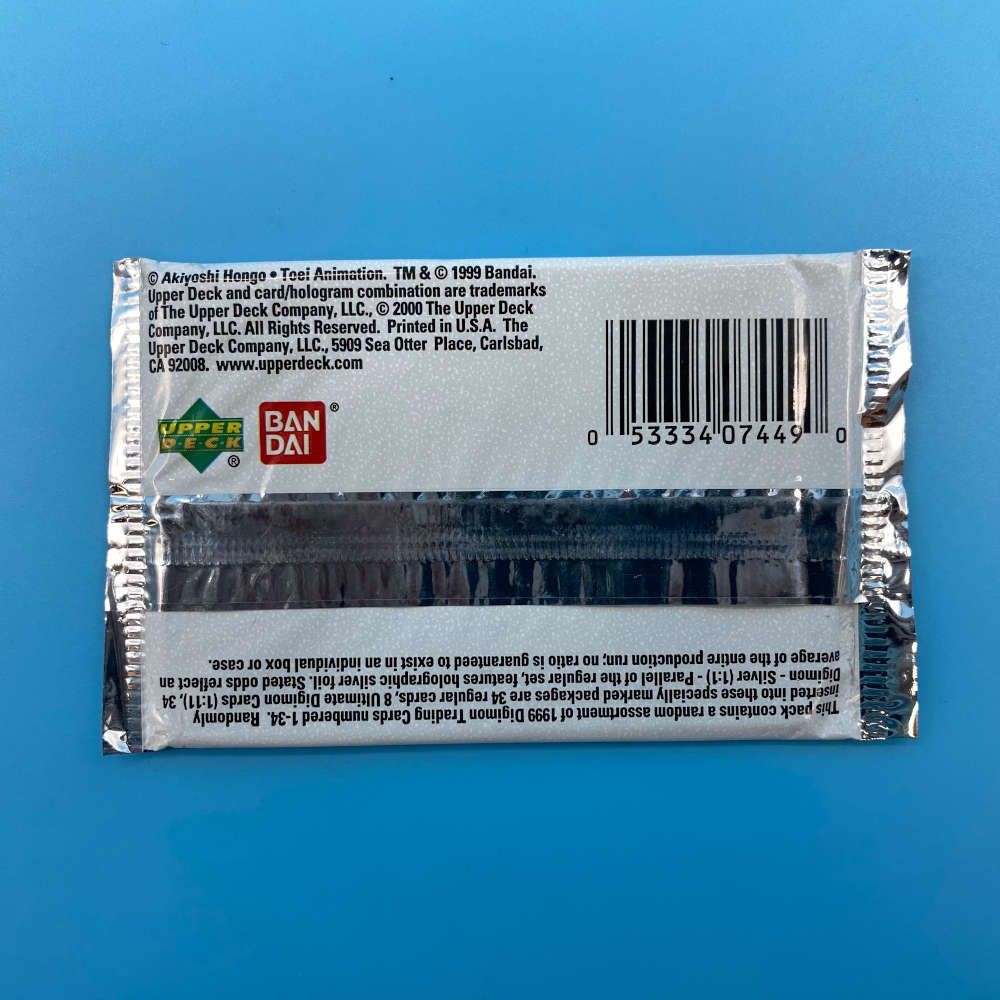 © Akiyoshi Hongo • Toei Animation. TM & © 1999 Bandai.
Upper Deck and card/hologram combination are trademarks
of The Upper Deck Company, LLC., © 2000 The Upper Deck
Company, LLC. All Rights Reserved. Printed in U.S.A. The
Upper Deck Company, LLC., 5909 Sea Otter Place, Carlsbad,
CA 92008. www.upperdeck.com
UPPER
D·E·C·K
®
BAN
DAI
®
0 53334 07449 0
This pack contains a random assortment of 1999 Digimon Trading Cards numbered 1-34. Randomly
inserted into these specially marked packages are 34 regular cards, 8 Ultimate Digimon Cards (1:11), 34
Digimon - Silver (1:1) - Parallel of the regular set, features holographic silver foil. Stated odds reflect an
average of the entire production run; no ratio is guaranteed to exist in an individual box or case.